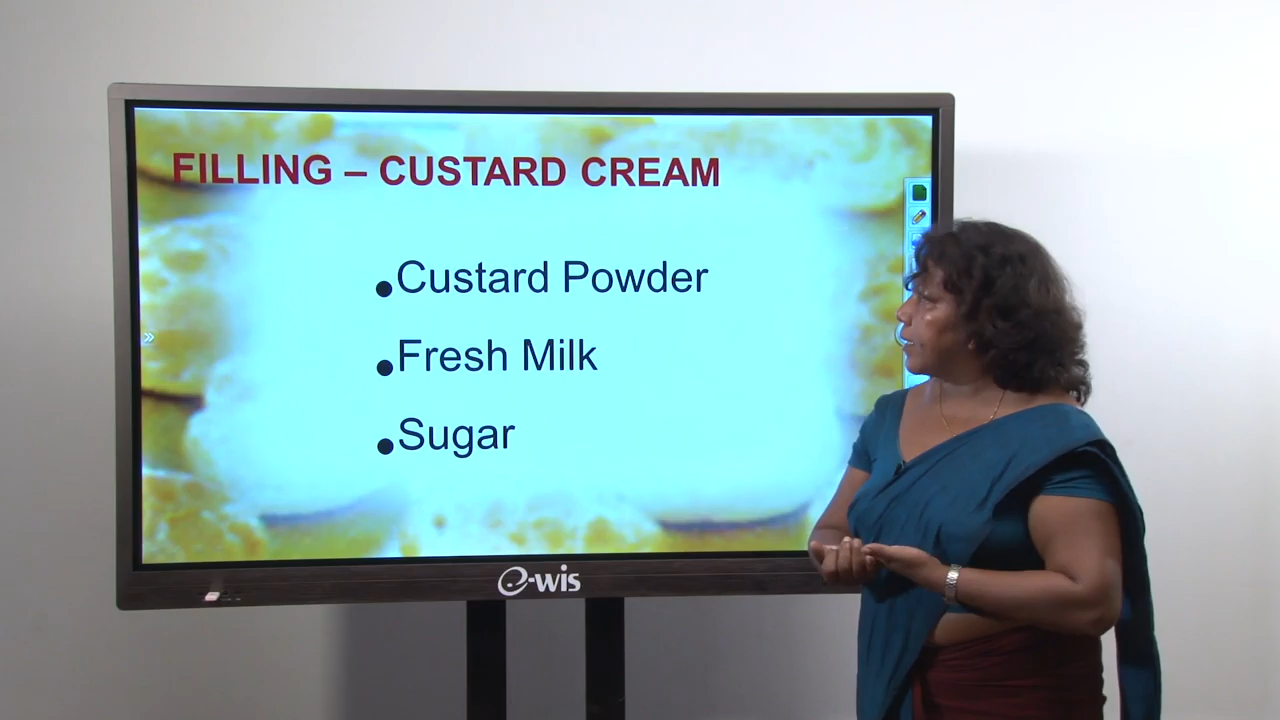 FILLING – CUSTARD CREAM
•Custard Powder
•Fresh Milk
•Sugar
e-wis